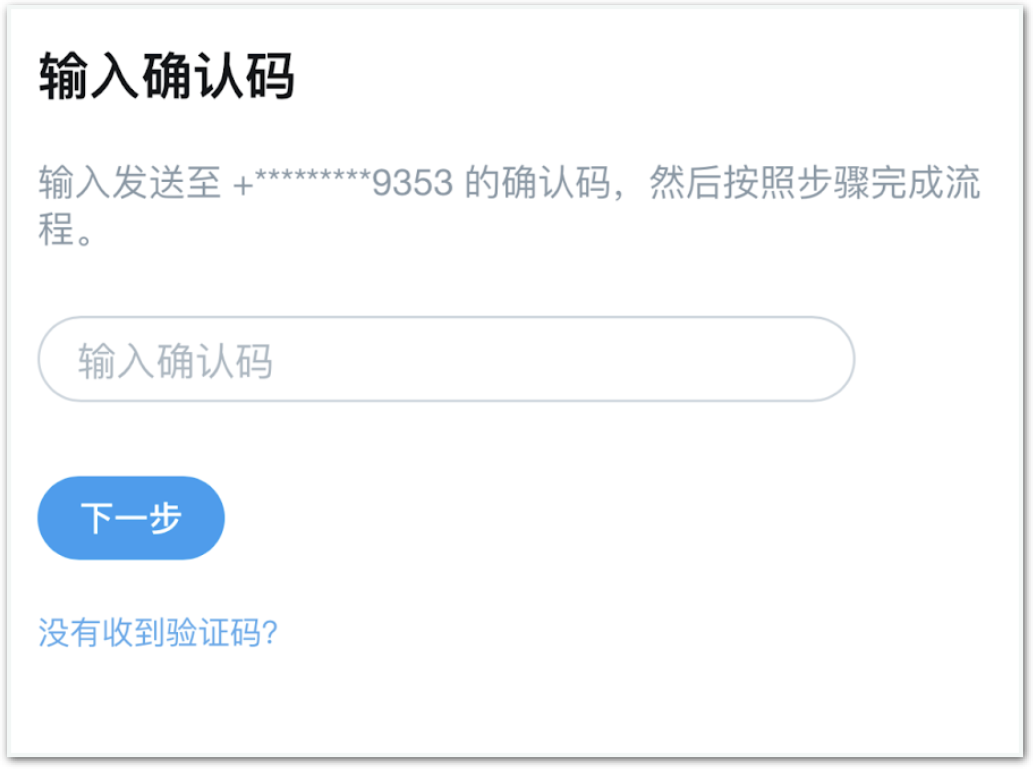 输入确认码
输入发送至 +*********9353 的确认码，然后按照步骤完成流
程。
输入确认码
下一步
没有收到验证码？